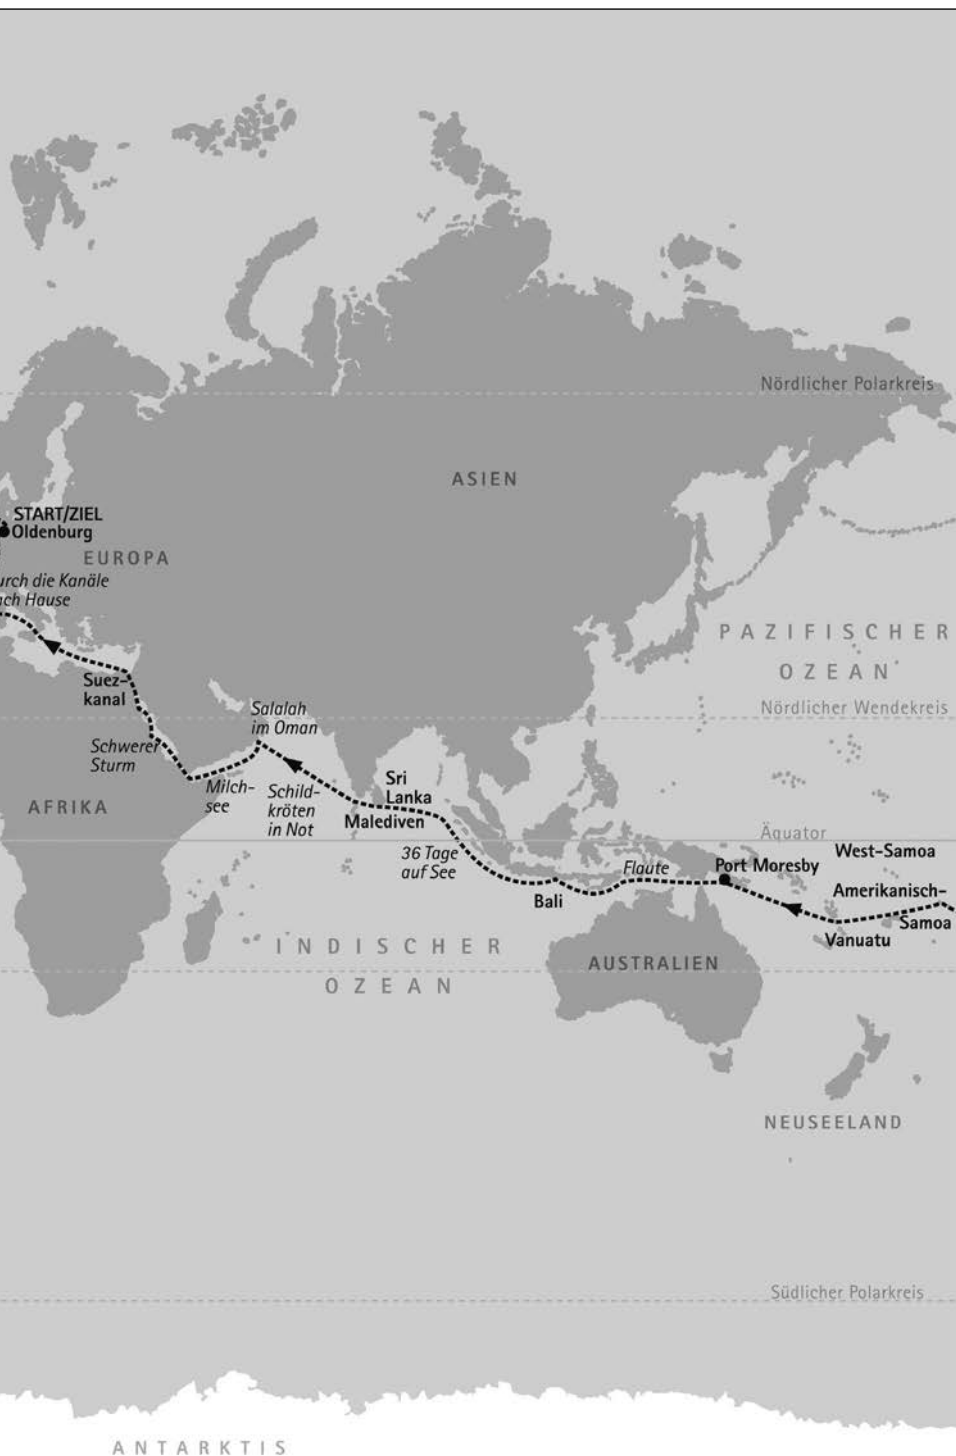 Nördlicher Polarkreis
ASIEN
START/ZIEL
Oldenburg
EUROPA
urch die Kanäle
ach Hause
PAZIFISCHER
OZEAN
Suez-
kanal
Salalah
im Oman
Nördlicher Wendekreis
Schwerer
Sturm
Milch-
see
Schild-
kröten
in Not
Sri
Lanka
Malediven
AFRIKA
Äquator
36 Tage
auf See
Flaute
Port Moresby
West-Samoa
Bali
Amerikanisch-
Samoa
Vanuatu
INDISCHER
OZEAN
AUSTRALIEN
NEUSEELAND
Südlicher Polarkreis
ANTARKTIS